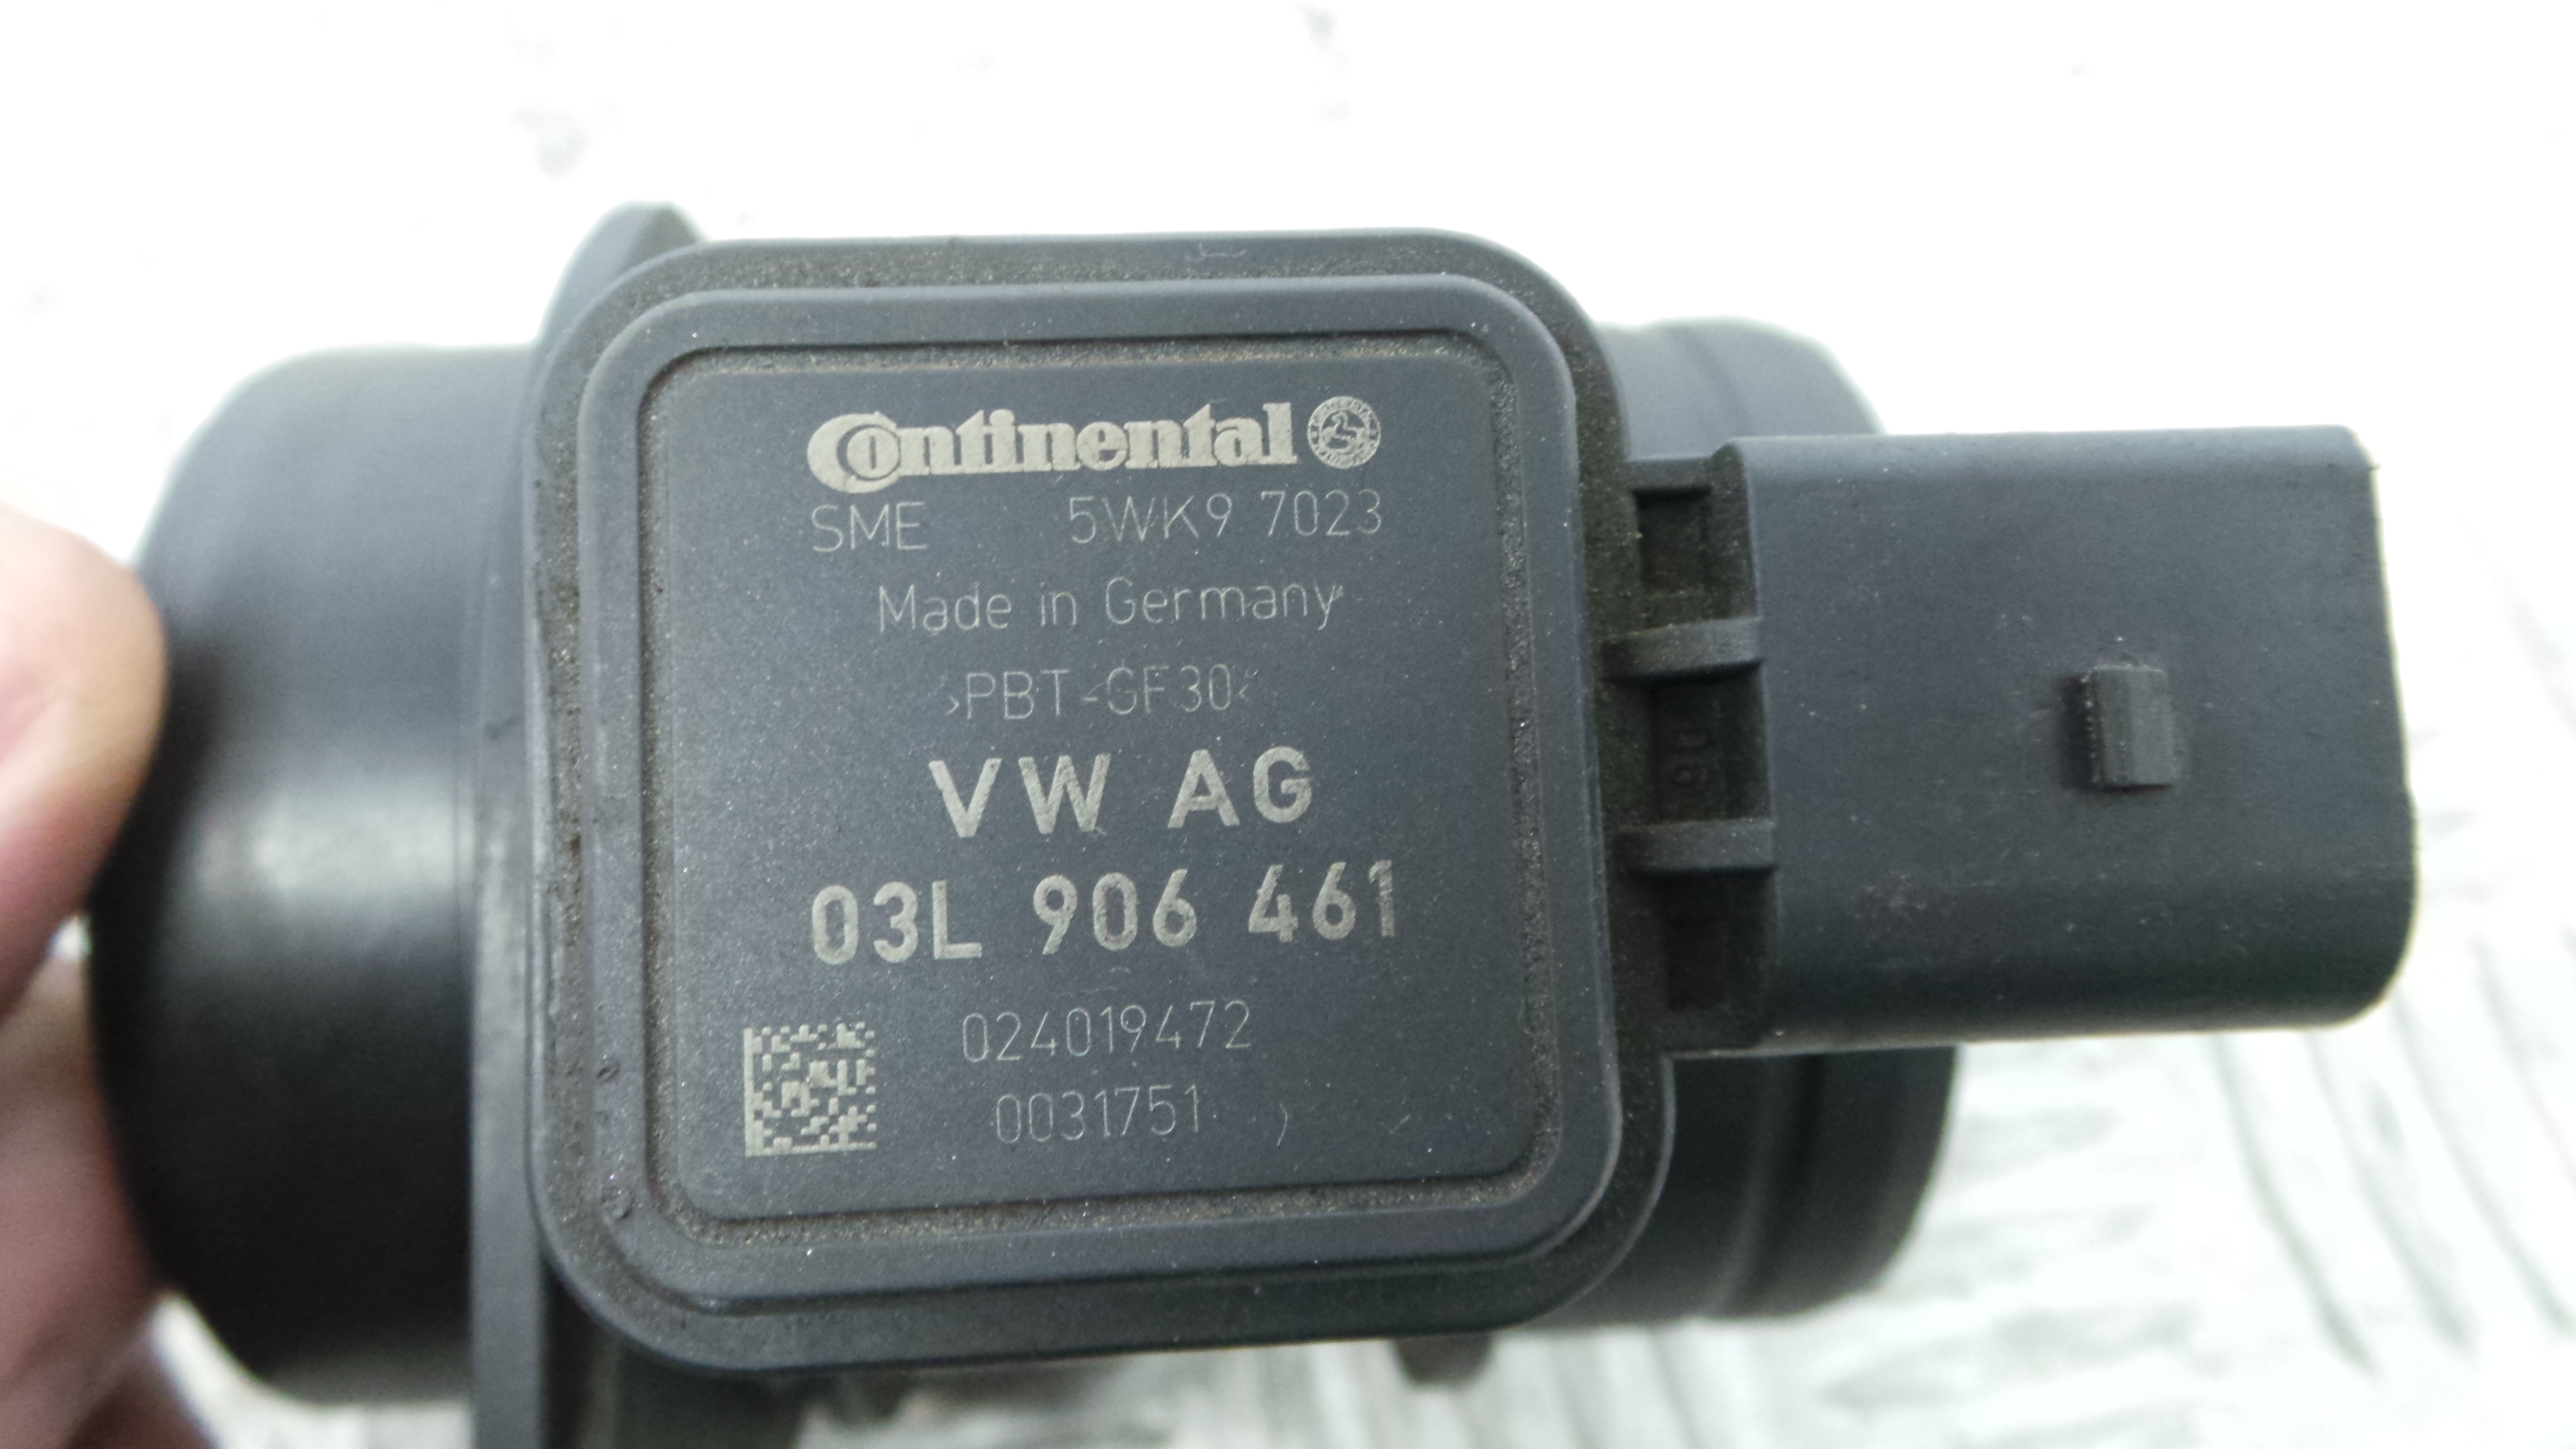 Continental
SME 5WK9 7023
Made in Germany
>PBT-GF30<
VW AG
03L 906 461
024019472
0031751